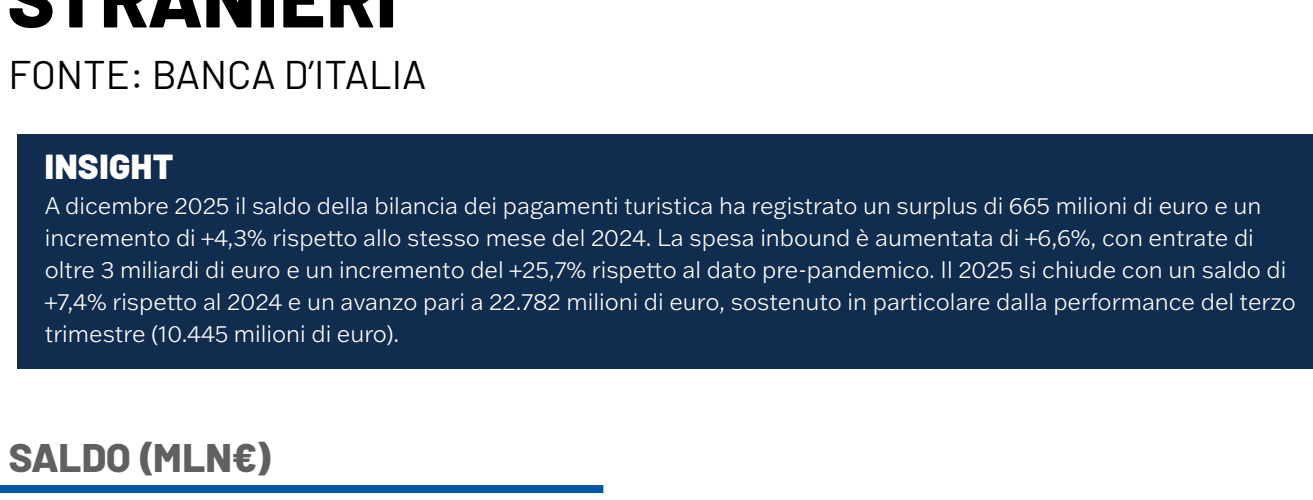 STRANIERI
FONTE: BANCA D'ITALIA
INSIGHT
A dicembre 2025 il saldo della bilancia dei pagamenti turistica ha registrato un surplus di 665 milioni di euro e un
incremento di +4,3% rispetto allo stesso mese del 2024. La spesa inbound è aumentata di +6,6%, con entrate di
oltre 3 miliardi di euro e un incremento del +25,7% rispetto al dato pre-pandemico. Il 2025 si chiude con un saldo di
+7,4% rispetto al 2024 e un avanzo pari a 22.782 milioni di euro, sostenuto in particolare dalla performance del terzo
trimestre (10.445 milioni di euro).
SALDO (MLN€)